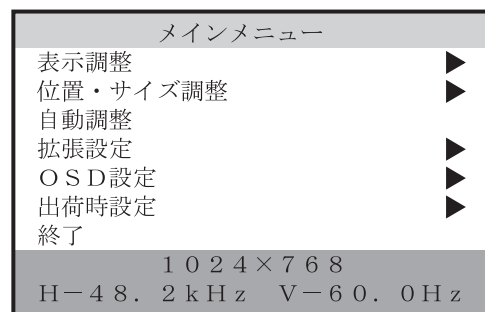 メインメニュー
表示調整 ▶
位置・サイズ調整 ▶
自動調整
拡張設定 ▶
ＯＳＤ設定 ▶
出荷時設定 ▶
終了
１０２４×７６８
Ｈ－４８．２ｋＨｚ　Ｖ－６０．０Ｈｚ